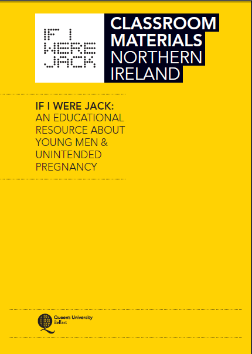 IF I
WERE
JACK
CLASSROOM
MATERIALS
NORTHERN
IRELAND
IF I WERE JACK:
AN EDUCATIONAL
RESOURCE ABOUT
YOUNG MEN &
UNINTENDED
PREGNANCY
Queen's University
Belfast